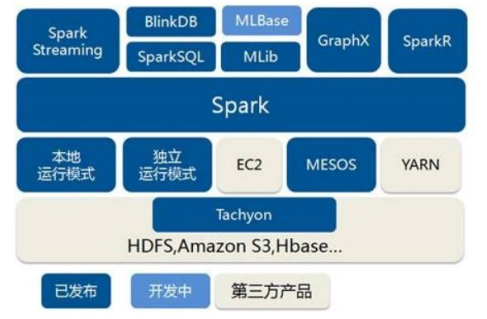 Spark
Streaming
BlinkDB
MLBase
SparkSQL
MLib
GraphX
SparkR
Spark
本地
运行模式
独立
运行模式
EC2
MESOS
YARN
Tachyon
HDFS,Amazon S3,Hbase...
已发布
开发中
第三方产品